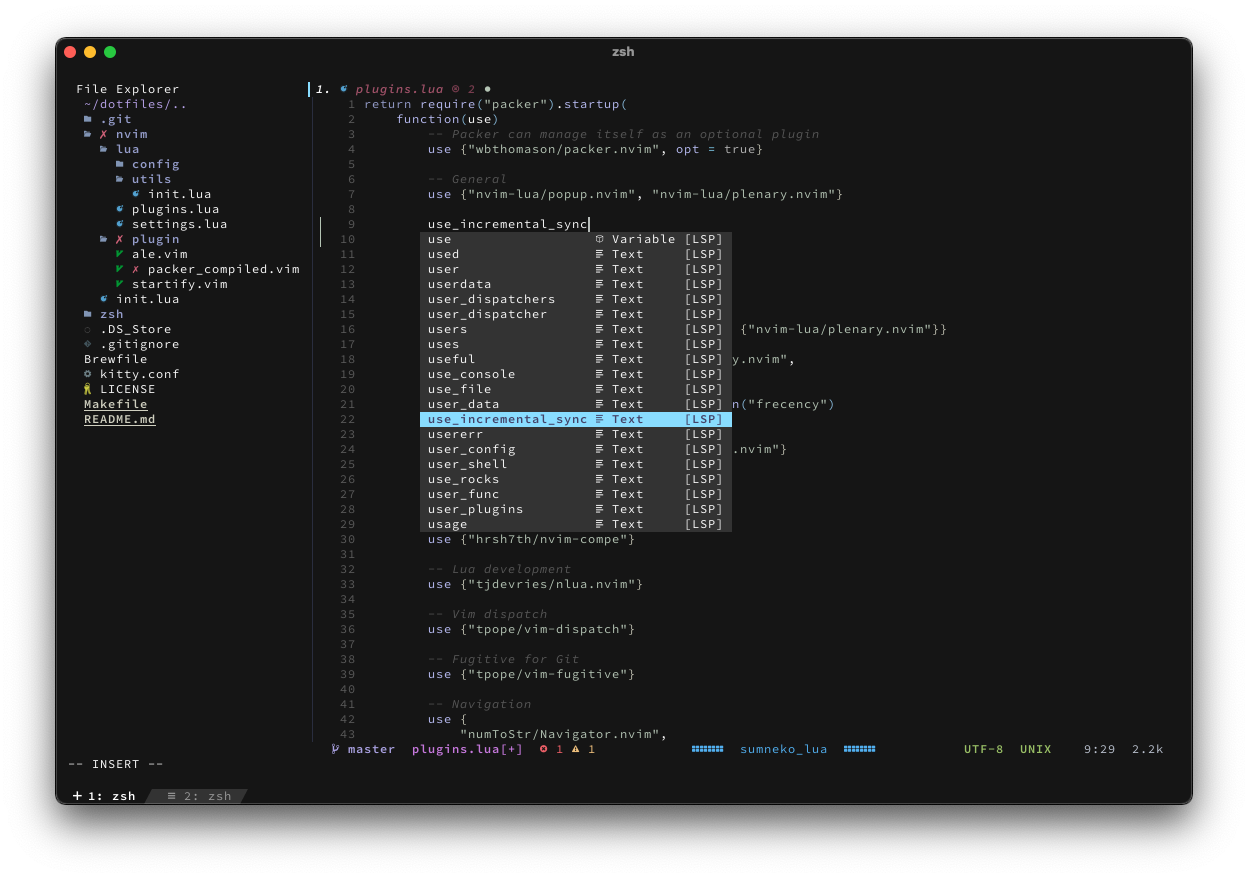 zsh
File Explorer
~/dotfiles/..
.git
✗ nvim
lua
config
utils
init.lua
plugins.lua
settings.lua
✗ plugin
ale.vim
✗ packer_compiled.vim
startify.vim
init.lua
zsh
.DS_Store
.gitignore
Brewfile
kitty.conf
LICENSE
Makefile
README.md
1. plugins.lua ⊗ 2 ●
1 return require("packer").startup(
2 function(use)
3 -- Packer can manage itself as an optional plugin
4 use {"wbthomason/packer.nvim", opt = true}
5
6 -- General
7 use {"nvim-lua/popup.nvim", "nvim-lua/plenary.nvim"}
8
9 use_incremental_sync
10 use Variable [LSP]
11 used Text [LSP]
12 user Text [LSP]
13 userdata Text [LSP]
14 user_dispatchers Text [LSP]
15 user_dispatcher Text [LSP]
16 users Text [LSP] {"nvim-lua/plenary.nvim"}}
17 uses Text [LSP]
18 useful Text [LSP] y.nvim",
19 use_console Text [LSP]
20 use_file Text [LSP]
21 user_data Text [LSP] n("frecency")
22 use_incremental_sync Text [LSP]
23 usererr Text [LSP]
24 user_config Text [LSP] .nvim"}
25 user_shell Text [LSP]
26 use_rocks Text [LSP]
27 user_func Text [LSP]
28 user_plugins Text [LSP]
29 usage Text [LSP]
30 use {"hrsh7th/nvim-compe"}
31
32 -- Lua development
33 use {"tjdevries/nlua.nvim"}
34
35 -- Vim dispatch
36 use {"tpope/vim-dispatch"}
37
38 -- Fugitive for Git
39 use {"tpope/vim-fugitive"}
40
41 -- Navigation
42 use {
43 "numToStr/Navigator.nvim",
master plugins.lua[+] 1 1 sumneko_lua UTF-8 UNIX 9:29 2.2k
-- INSERT --
+ 1: zsh ≡ 2: zsh